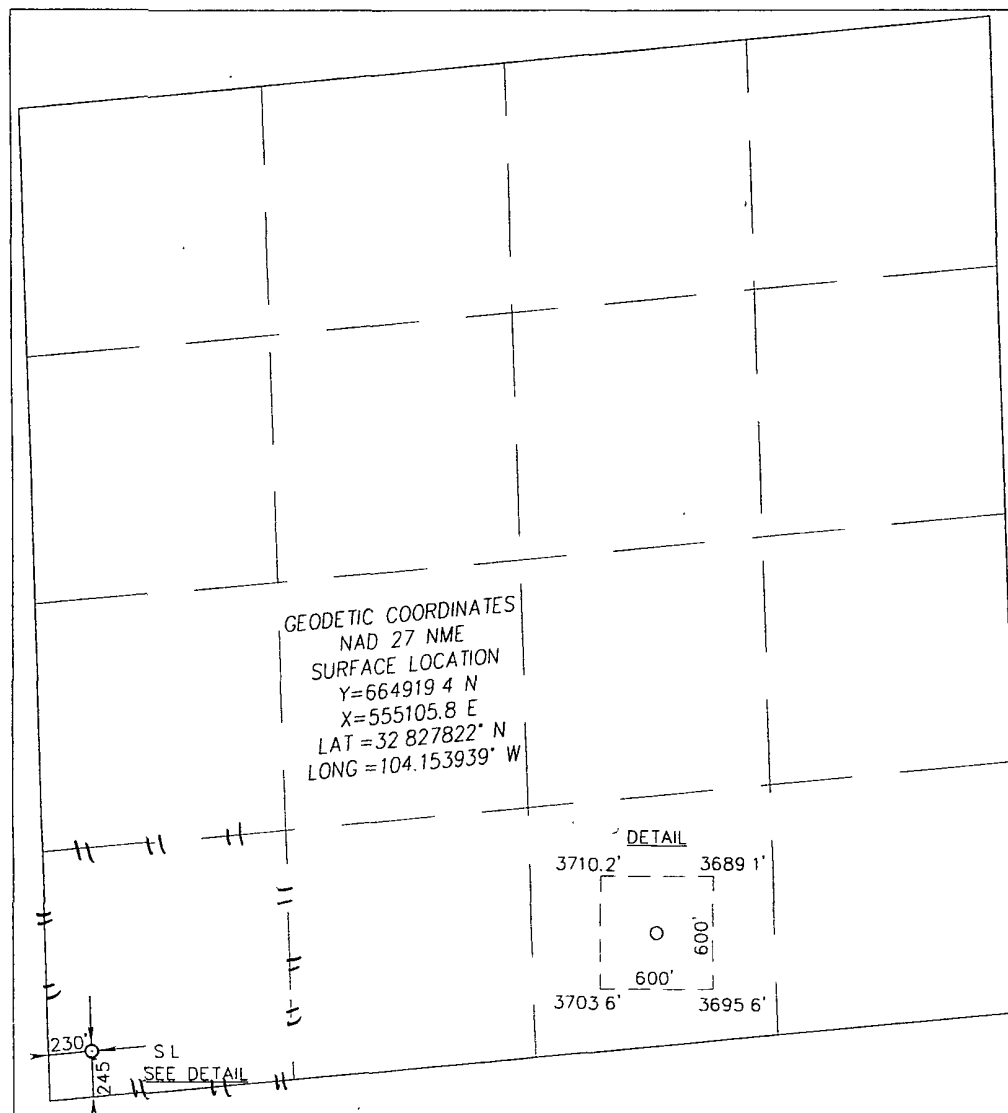 GEODETIC COORDINATES
NAD 27 NME
SURFACE LOCATION
Y=664919 4 N
X=555105.8 E
LAT =32 827822° N
LONG =104.153939° W
DETAIL
3710.2' 3689 1'
600'
600'
3703 6' 3695 6'
230'
S L
SEE DETAIL
245